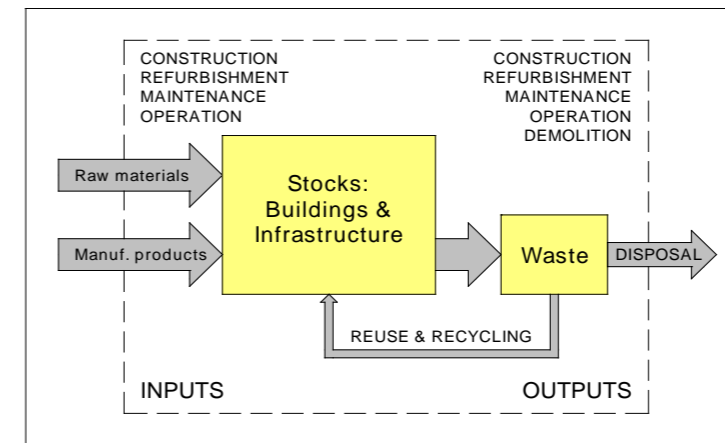 CONSTRUCTION
REFURBISHMENT
MAINTENANCE
OPERATION
CONSTRUCTION
REFURBISHMENT
MAINTENANCE
OPERATION
DEMOLITION
Raw materials
Manuf. products
Stocks:
Buildings &
Infrastructure
Waste
DISPOSAL
REUSE & RECYCLING
INPUTS
OUTPUTS